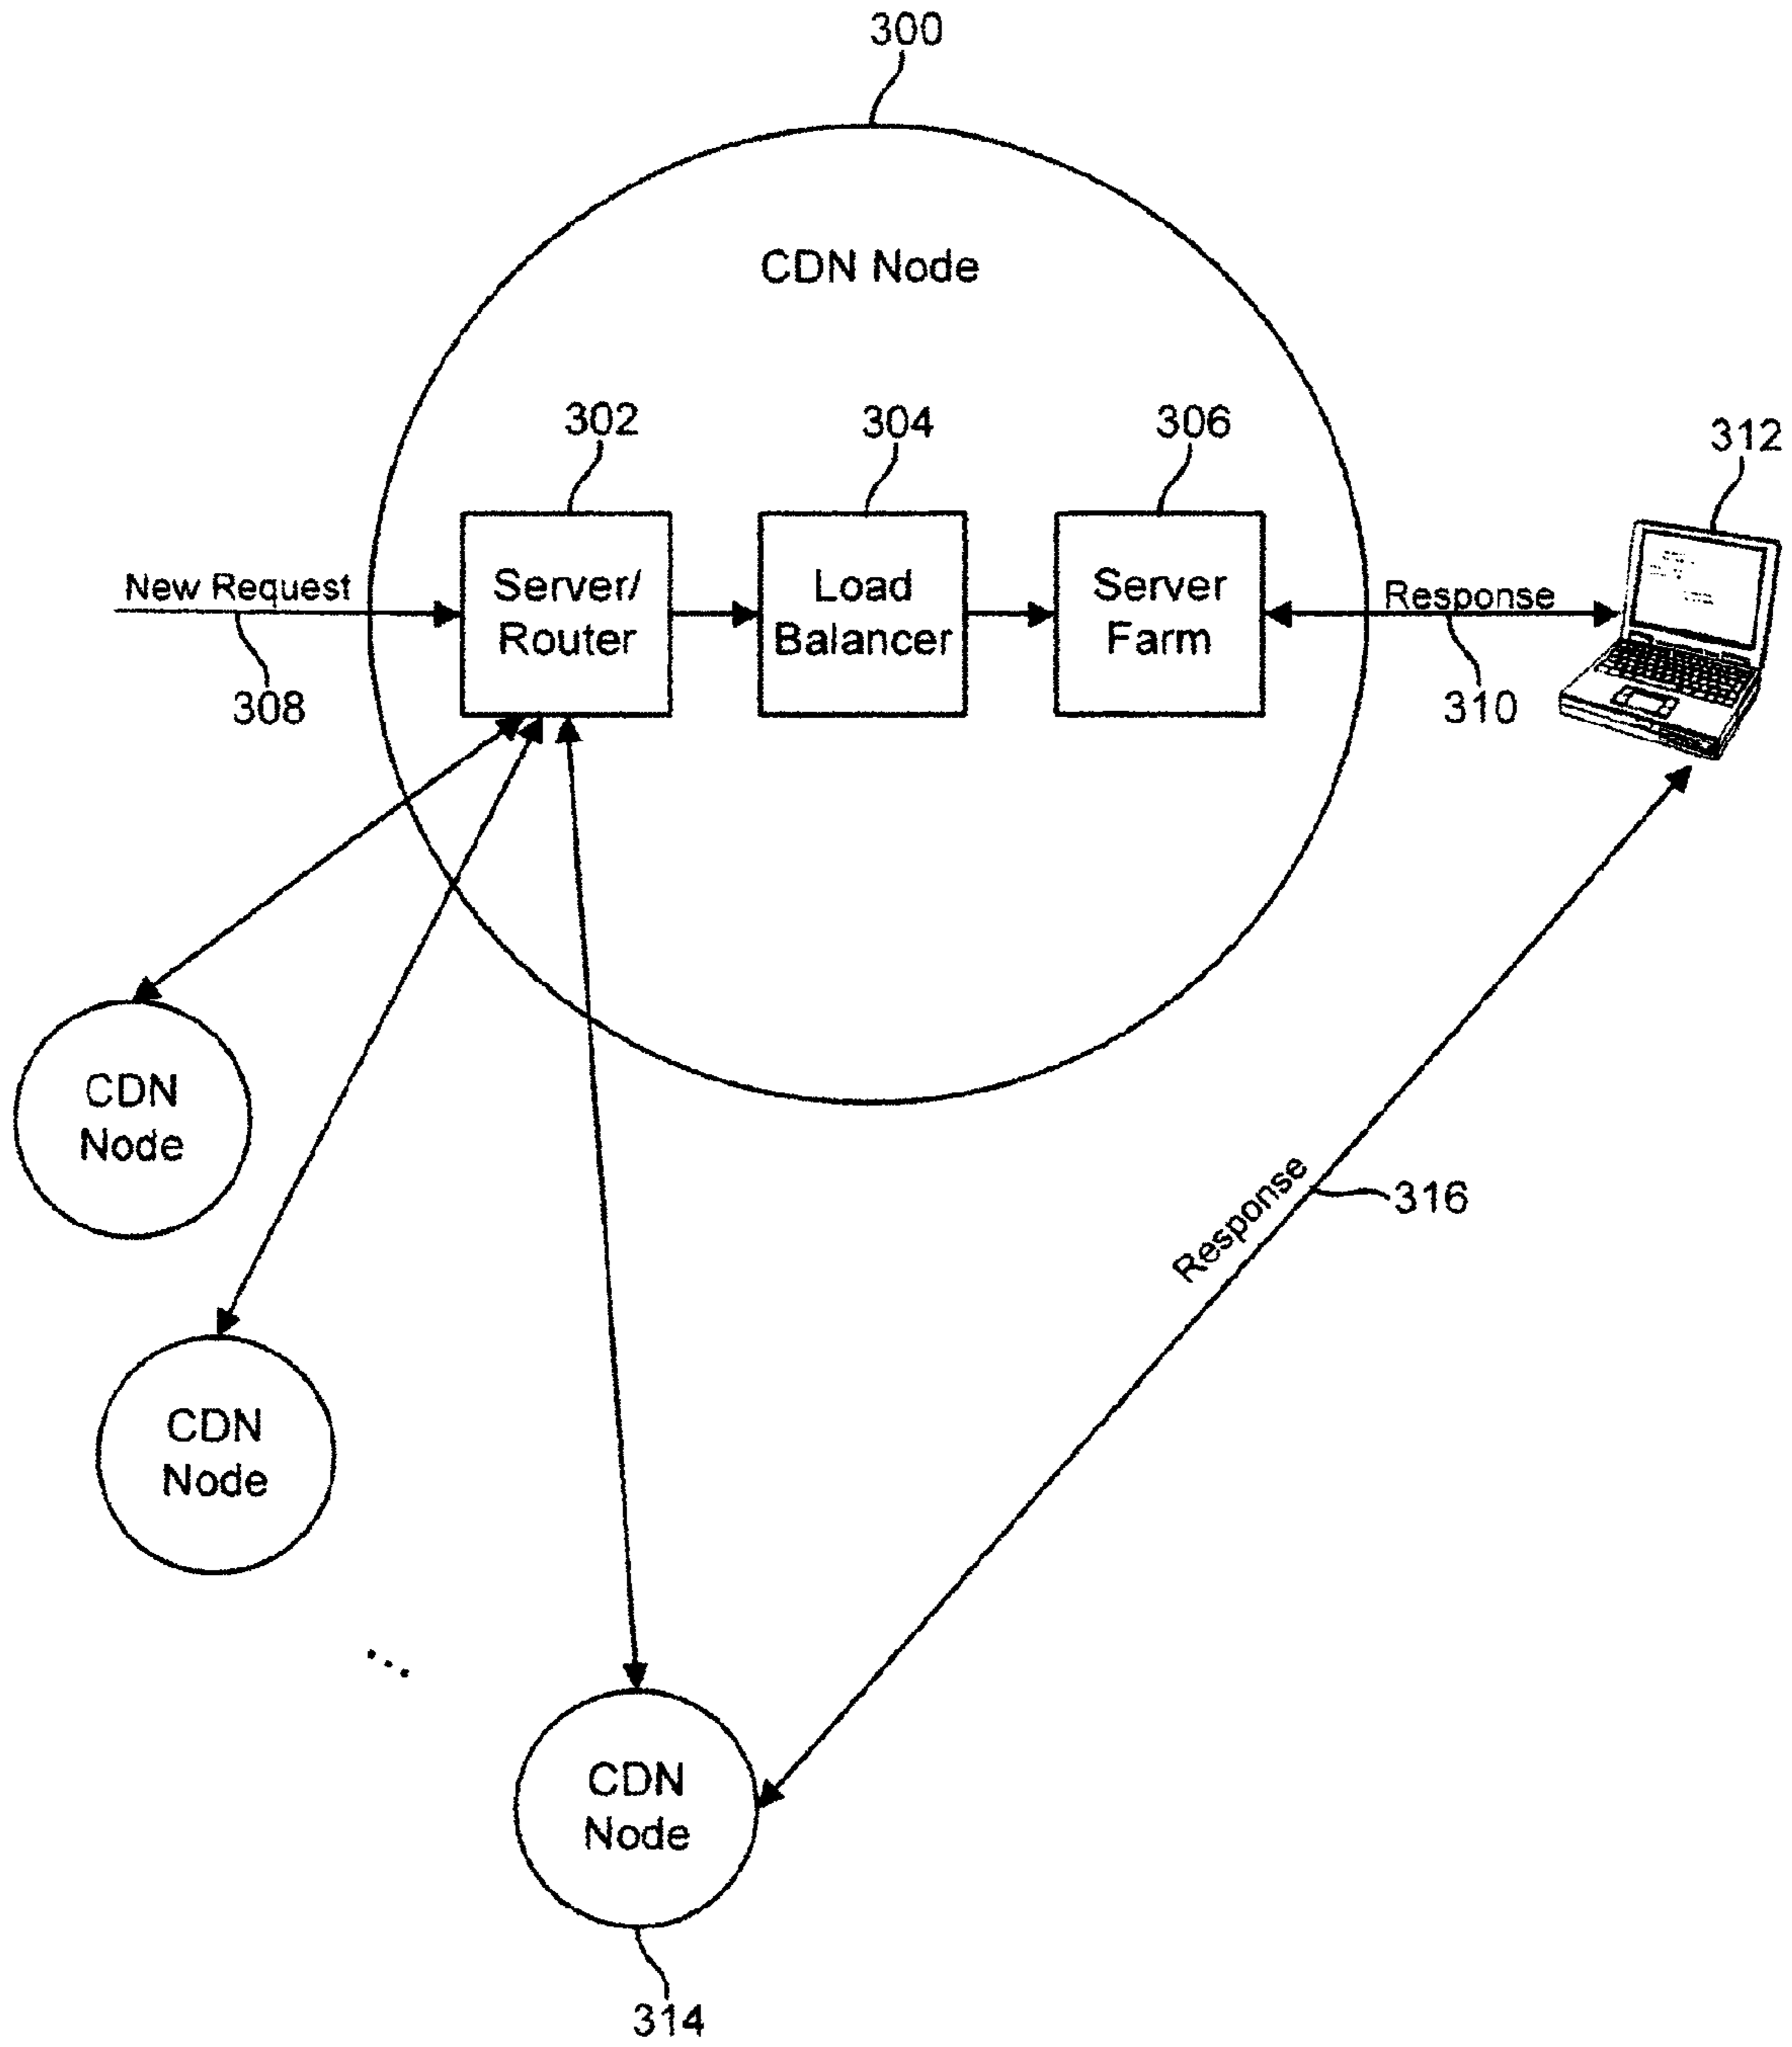 300
CDN Node
302
304
306
312
New Request
Server/
Router
Load
Balancer
Server
Farm
Response
308
310
CDN
Node
Response
316
CDN
Node
CDN
Node
314